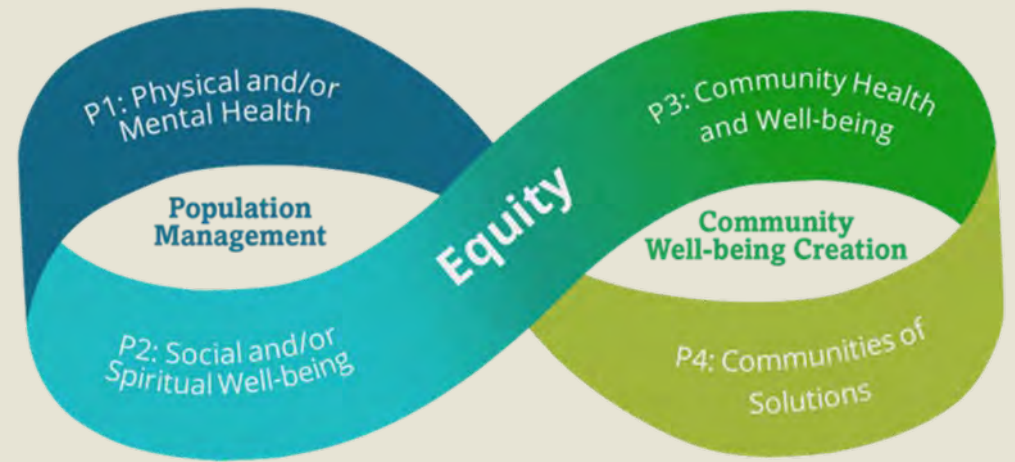 P1: Physical and/or
Mental Health
Population
Management
P2: Social and/or
Spiritual Well-being
Equity
P3: Community Health
and Well-being
Community
Well-being Creation
P4: Communities of
Solutions